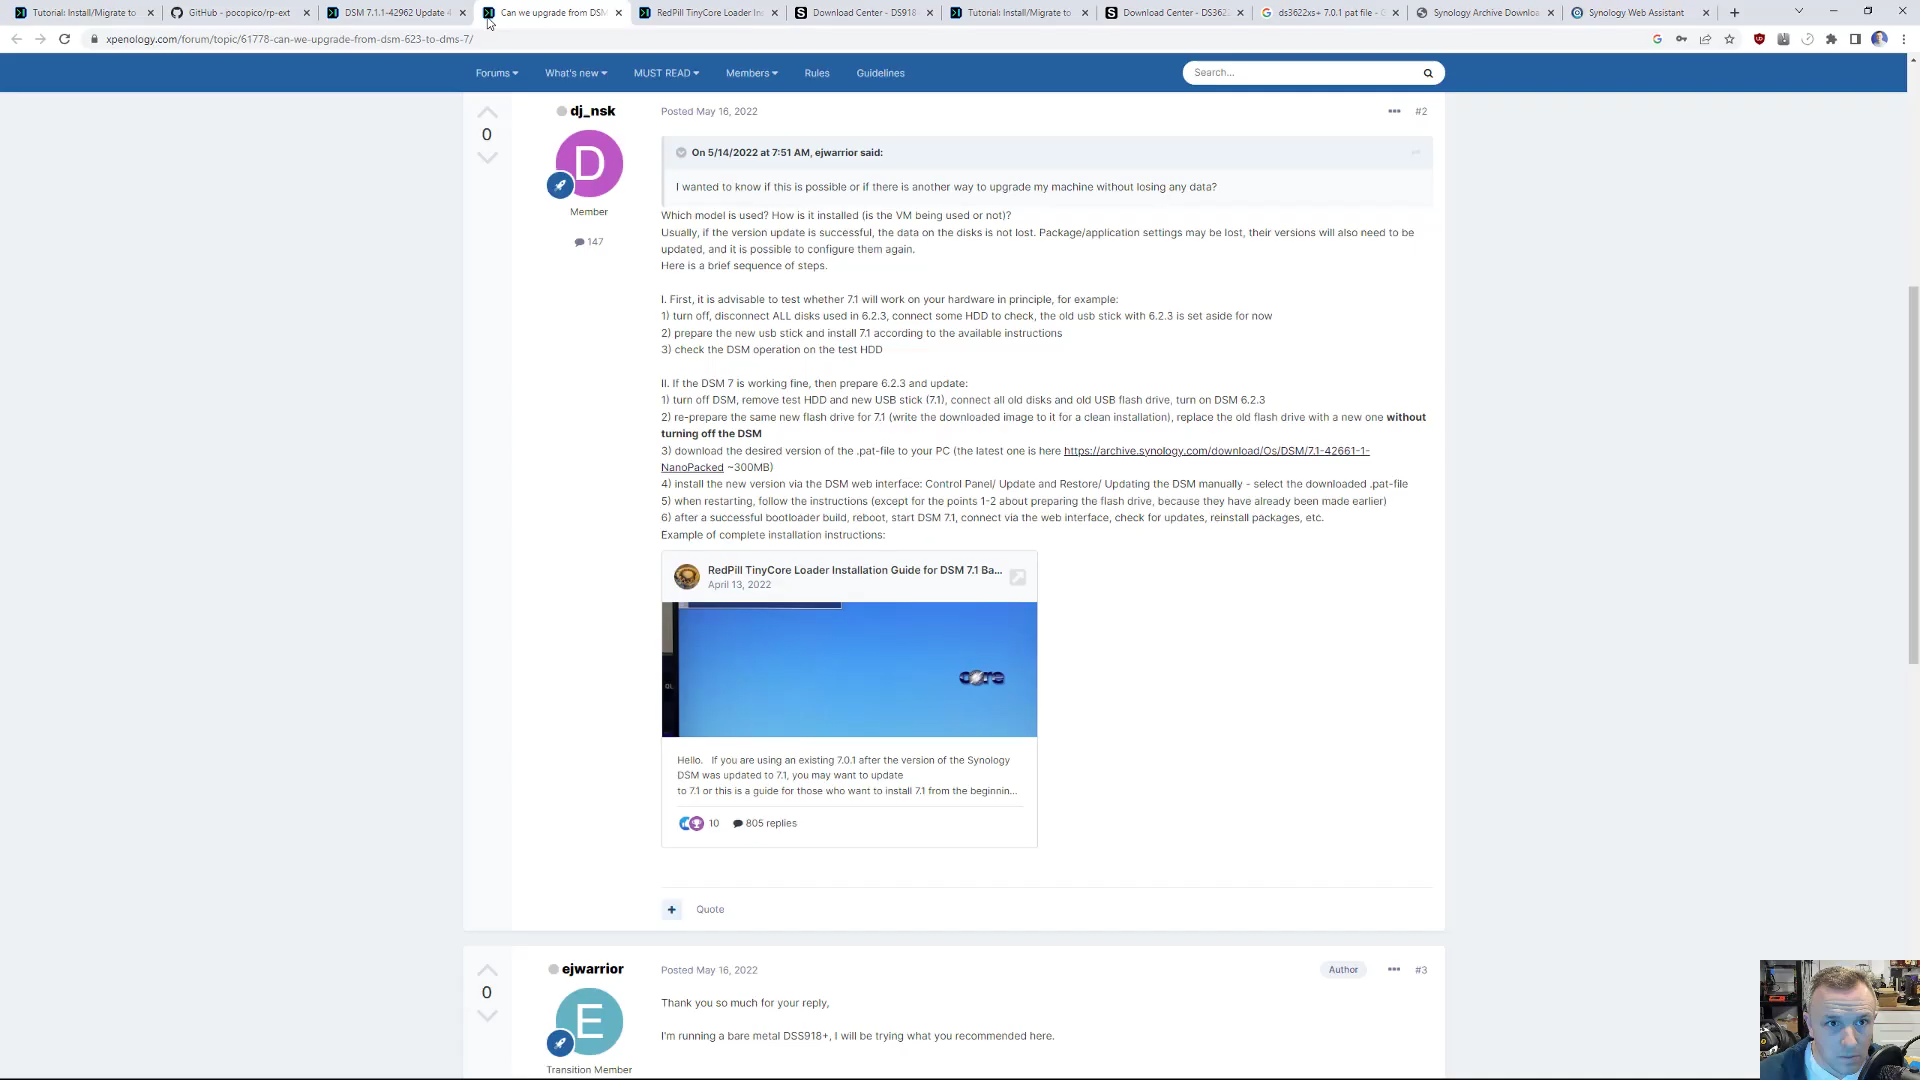 Tutorial: Install/Migrate to
GitHub - pocopico/rp-ext
DSM 7.1.1-42962 Update 4
Can we upgrade from DSM
RedPill TinyCore Loader In
Download Center - DS918
Tutorial: Install/Migrate to
Download Center - DS362
ds3622xs+ 7.0.1 pat file -
Synology Archive Downloa
Synology Web Assistant
xpenology.com/forum/topic/61778-can-we-upgrade-from-dsm-623-to-dms-7/
Forums
What's new
MUST READ
Members
Rules
Guidelines
Search...
0
dj_nsk
D
Member
147
Posted May 16, 2022
#2
On 5/14/2022 at 7:51 AM, ejwarrior said:
I wanted to know if this is possible or if there is another way to upgrade my machine without losing any data?
Which model is used? How is it installed (is the VM being used or not)?
Usually, if the version update is successful, the data on the disks is not lost. Package/application settings may be lost, their versions will also need to be
updated, and it is possible to configure them again.
Here is a brief sequence of steps.
I. First, it is advisable to test whether 7.1 will work on your hardware in principle, for example:
1) turn off, disconnect ALL disks used in 6.2.3, connect some HDD to check, the old usb stick with 6.2.3 is set aside for now
2) prepare the new usb stick and install 7.1 according to the available instructions
3) check the DSM operation on the test HDD
II. If the DSM 7 is working fine, then prepare 6.2.3 and update:
1) turn off DSM, remove test HDD and new USB stick (7.1), connect all old disks and old USB flash drive, turn on DSM 6.2.3
2) re-prepare the same new flash drive for 7.1 (write the downloaded image to it for a clean installation), replace the old flash drive with a new one without
turning off the DSM
3) download the desired version of the .pat-file to your PC (the latest one is here https://archive.synology.com/download/Os/DSM/7.1-42661-1-
NanoPacked ~300MB)
4) install the new version via the DSM web interface: Control Panel/ Update and Restore/ Updating the DSM manually - select the downloaded .pat-file
5) when restarting, follow the instructions (except for the points 1-2 about preparing the flash drive, because they have already been made earlier)
6) after a successful bootloader build, reboot, start DSM 7.1, connect via the web interface, check for updates, reinstall packages, etc.
Example of complete installation instructions:
RedPill TinyCore Loader Installation Guide for DSM 7.1 Ba...
April 13, 2022
core
Hello. If you are using an existing 7.0.1 after the version of the Synology
DSM was updated to 7.1, you may want to update
to 7.1 or this is a guide for those who want to install 7.1 from the beginnin...
10
805 replies
+
Quote
0
ejwarrior
E
Transition Member
Posted May 16, 2022
Author
#3
Thank you so much for your reply,
I'm running a bare metal DSS918+, I will be trying what you recommended here.